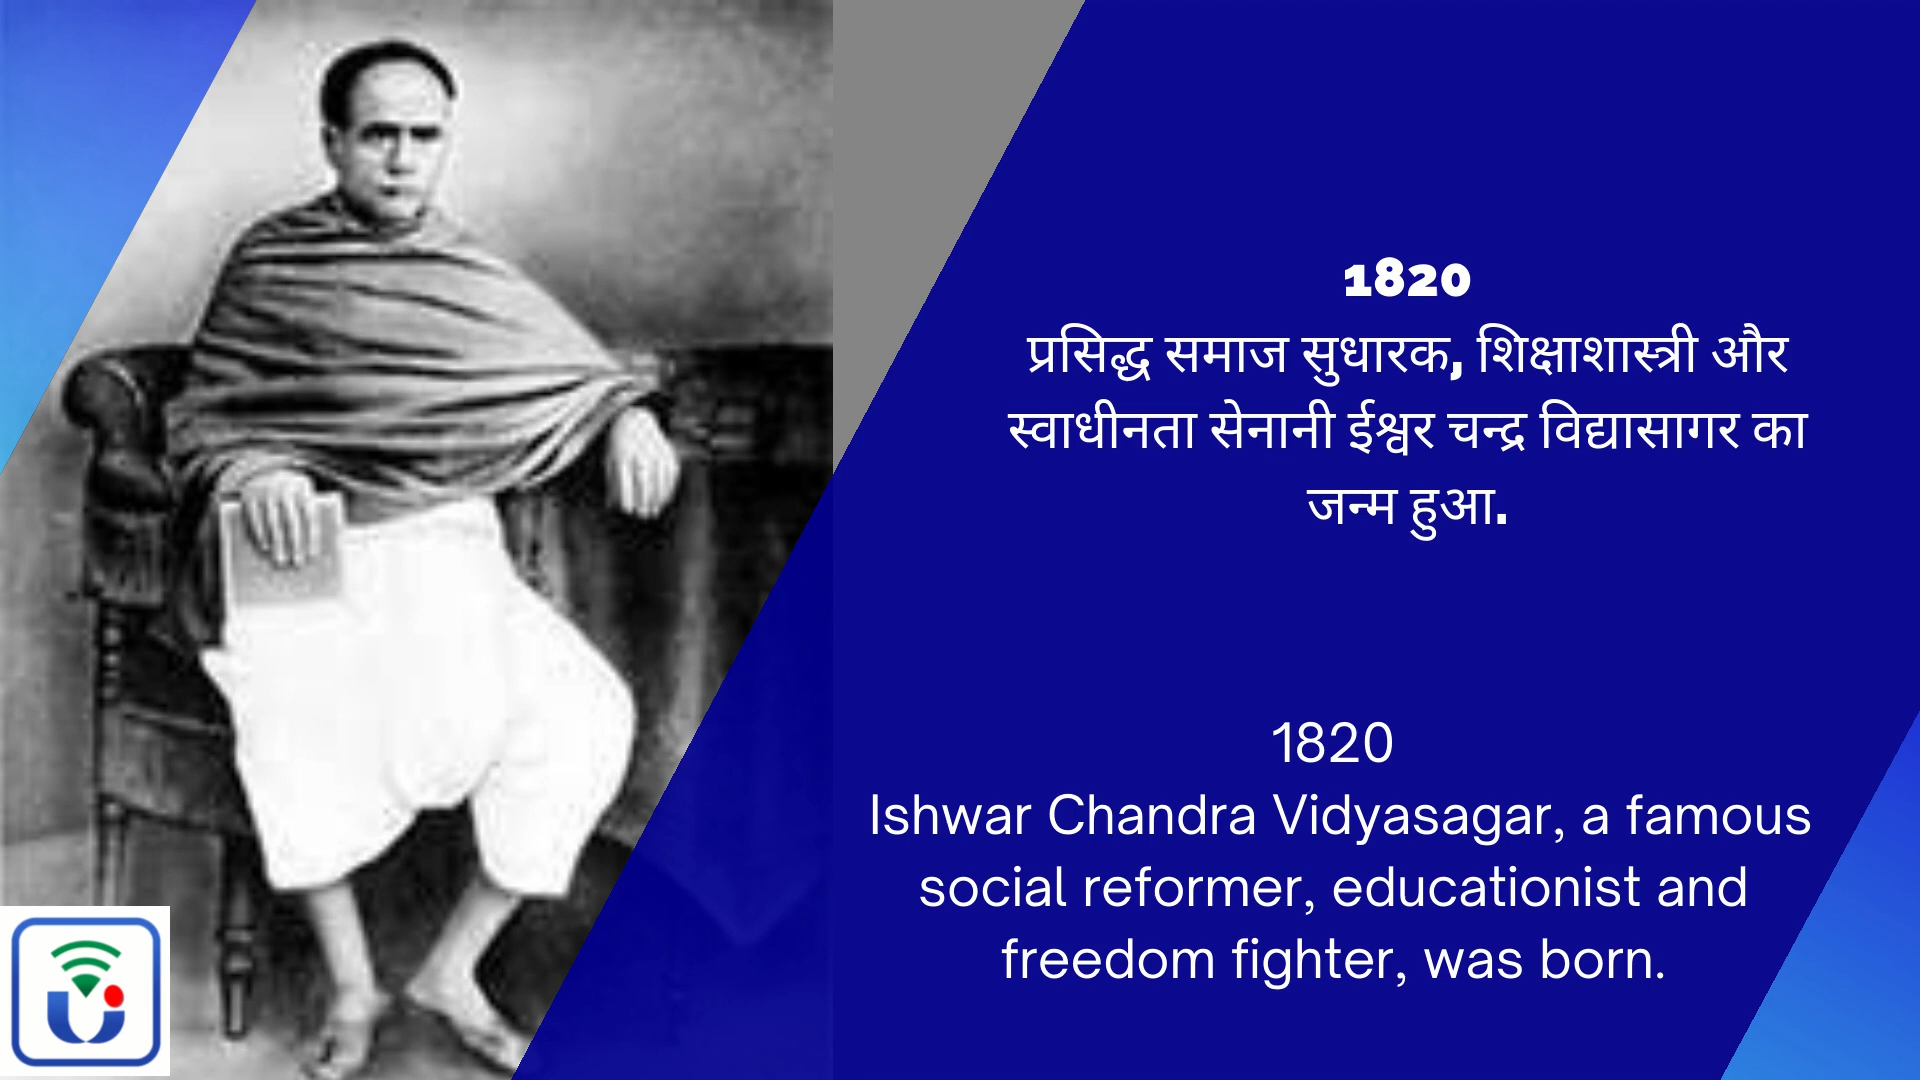 1820
प्रसिद्ध समाज सुधारक, शिक्षाशास्त्री और
स्वाधीनता सेनानी ईश्वर चन्द्र विद्यासागर का
जन्म हुआ.
1820
Ishwar Chandra Vidyasagar, a famous
social reformer, educationist and
freedom fighter, was born.